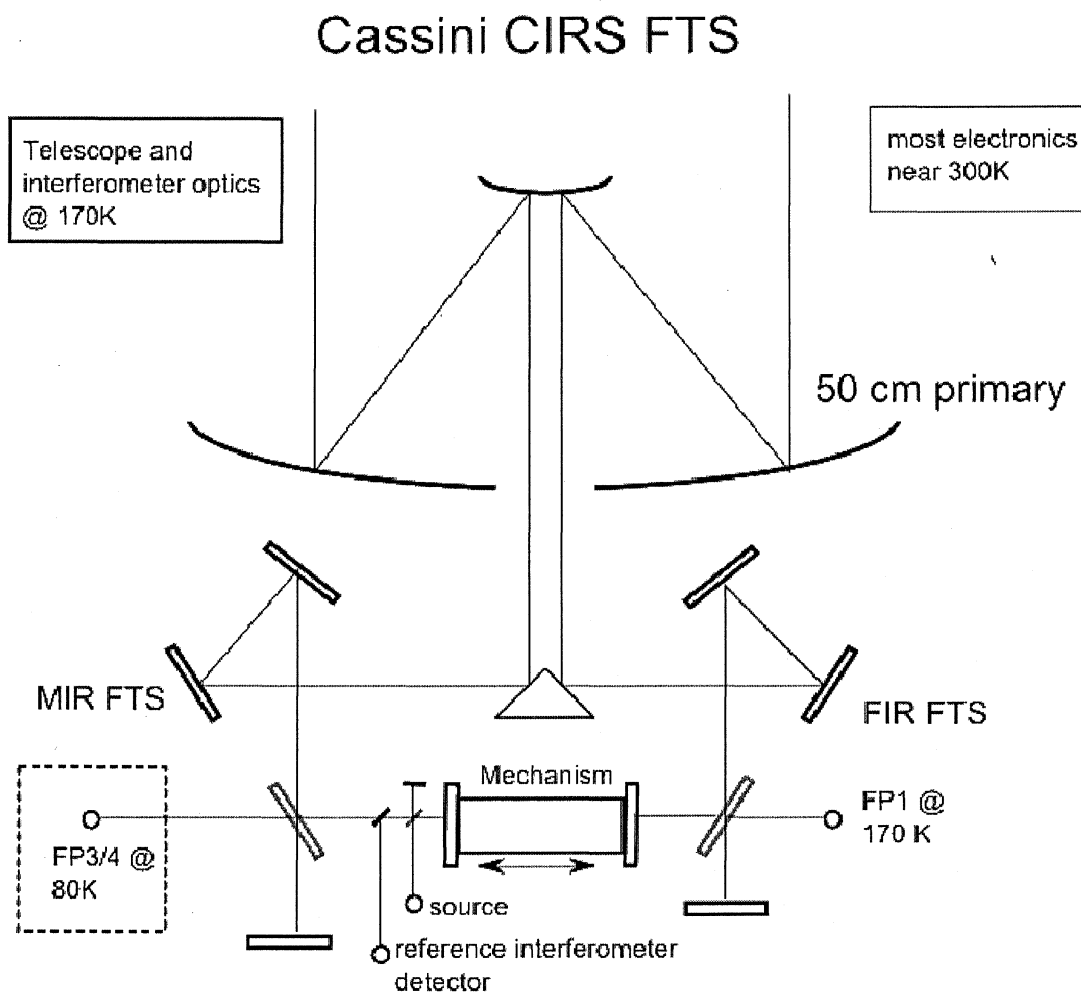 Cassini CIRS FTS
Telescope and
interferometer optics
@ 170K
most electronics
near 300K
50 cm primary
MIR FTS
FIR FTS
Mechanism
FP3/4 @
80K
FP1 @
170 K
source
reference interferometer
detector